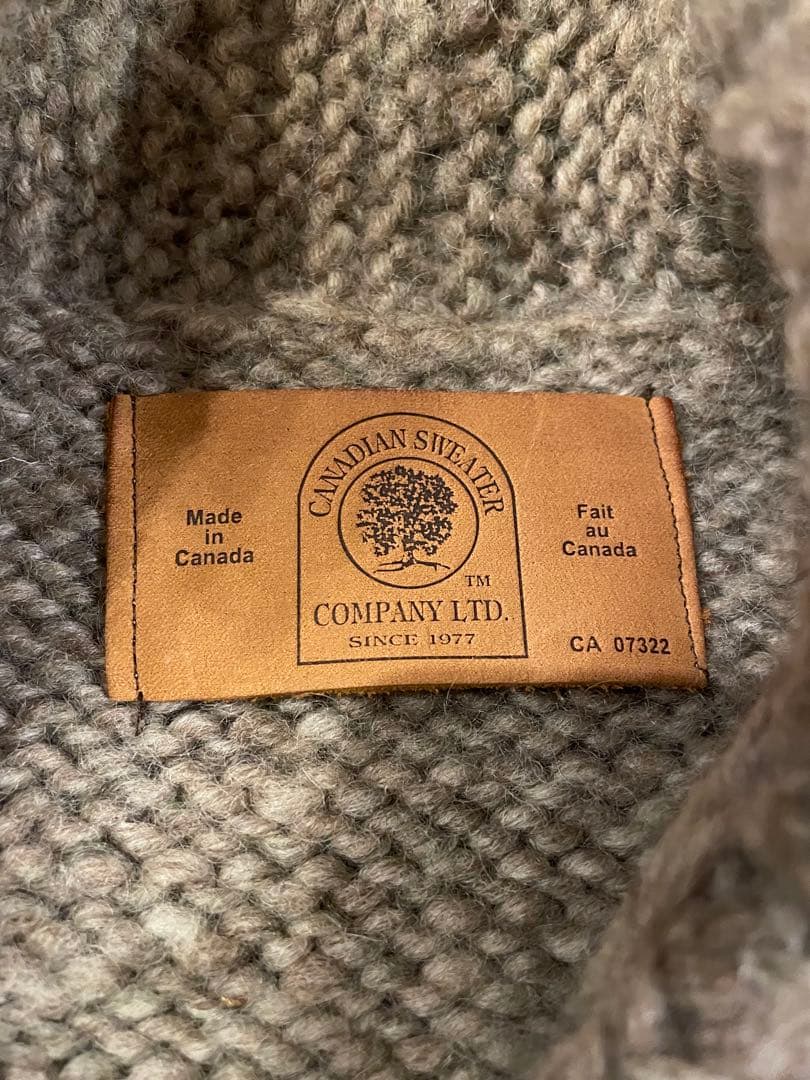 Made
in
Canada
CANADIAN SWEATER
TM
COMPANY LTD.
SINCE 1977
Fait
au
Canada
CA 07322